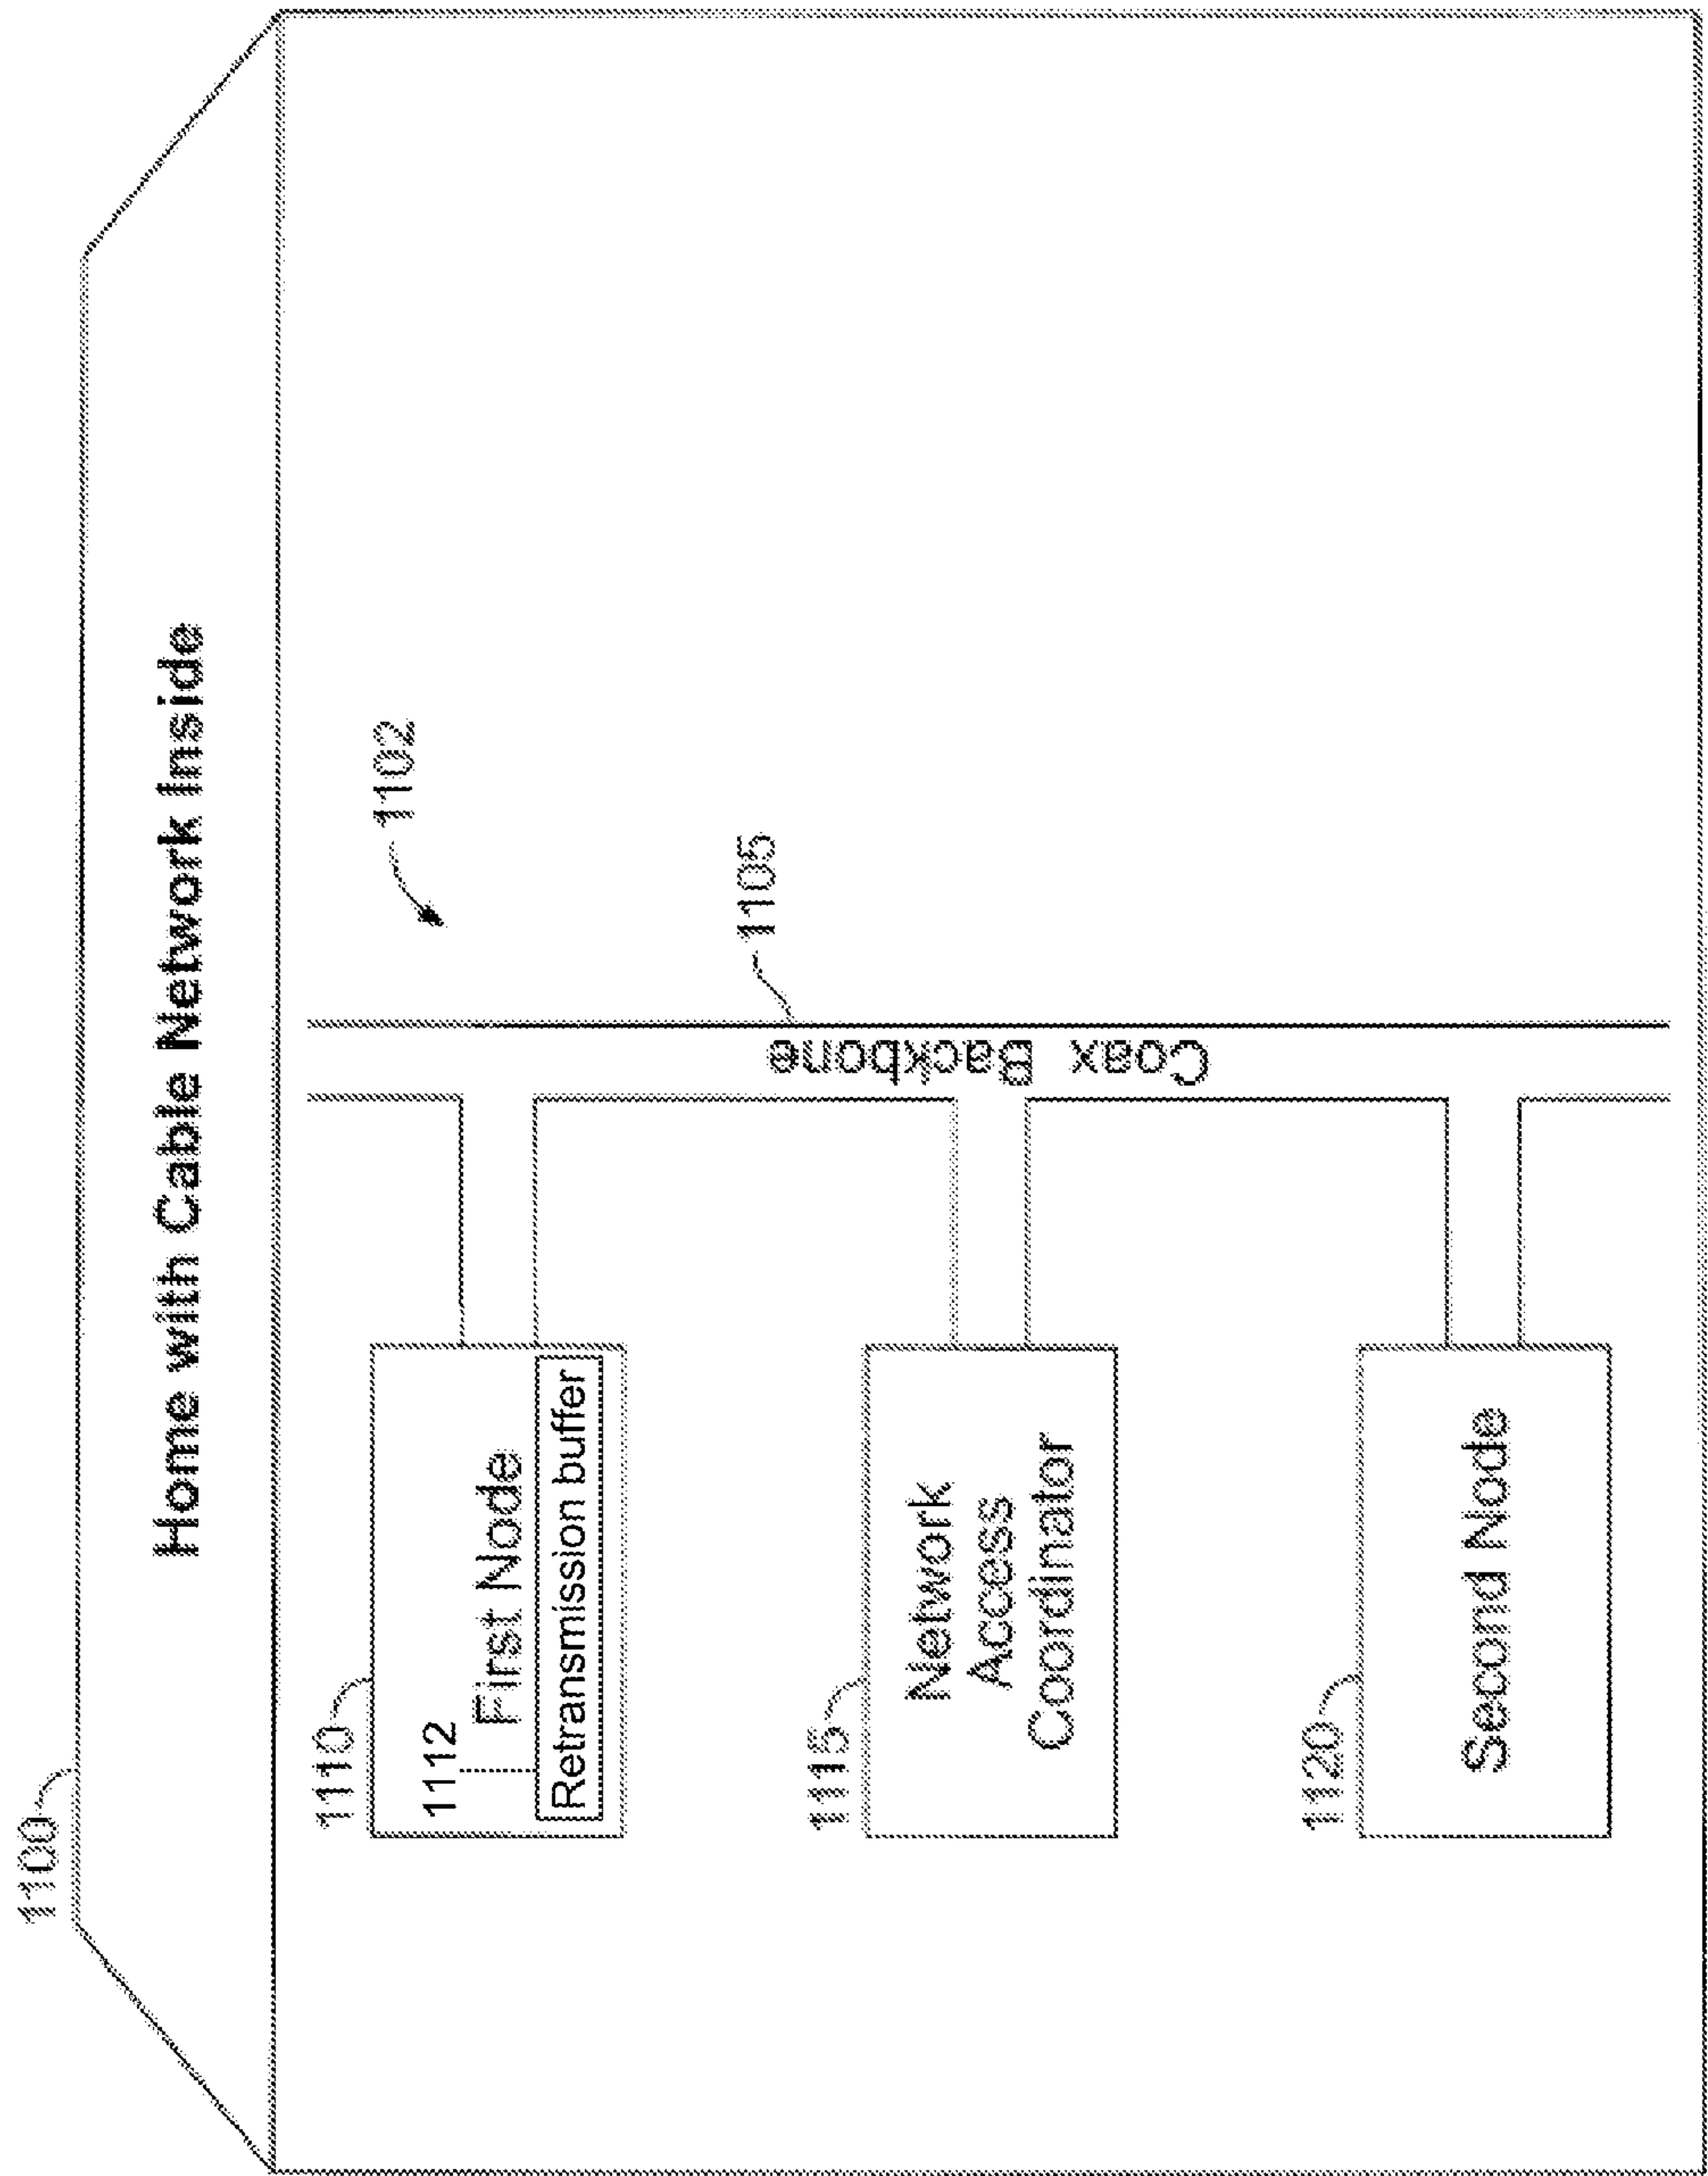 1100
Home with Cable Network Inside
1102
1110
1112
First Node
Retransmission buffer
Coax Backbone
1105
1115
Network
Access
Coordinator
1120
Second Node